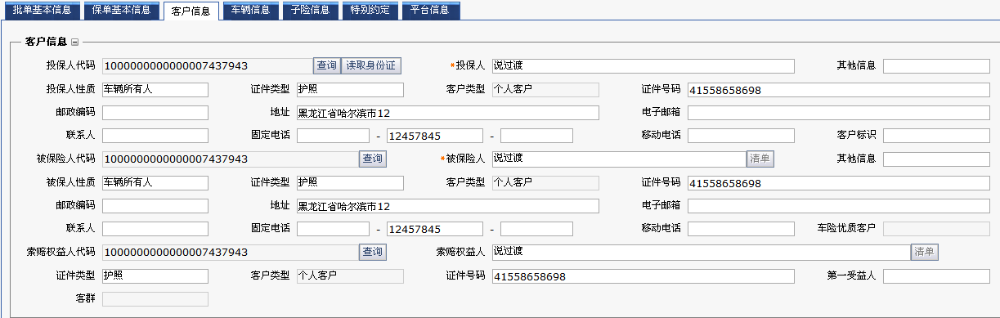 批单基本信息 保单基本信息 客户信息 车辆信息 子险信息 特别约定 平台信息
客户信息
投保人代码 1000000000000007437943 查询 读取身份证 *投保人 说过渡 其他信息
投保人性质 车辆所有人 证件类型 护照 客户类型 个人客户 证件号码 41558658698
邮政编码 地址 黑龙江省哈尔滨市12 电子邮箱
联系人 固定电话 - 12457845 - 移动电话 客户标识
被保险人代码 1000000000000007437943 查询 *被保险人 说过渡 清单 其他信息
被保人性质 车辆所有人 证件类型 护照 客户类型 个人客户 证件号码 41558658698
邮政编码 地址 黑龙江省哈尔滨市12 电子邮箱
联系人 固定电话 - 12457845 - 移动电话 车险优质客户
索赔权益人代码 1000000000000007437943 查询 索赔权益人 说过渡 清单
证件类型 护照 客户类型 个人客户 证件号码 41558658698 第一受益人
客群